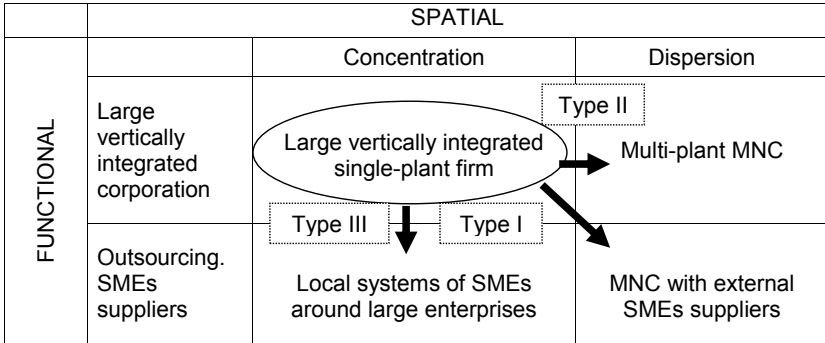 SPATIAL
FUNCTIONAL
Concentration
Dispersion
Large
vertically
integrated
corporation
Large vertically integrated
single-plant firm
Type II
Multi-plant MNC
Type III
Type I
Outsourcing.
SMEs
suppliers
Local systems of SMEs
around large enterprises
MNC with external
SMEs suppliers